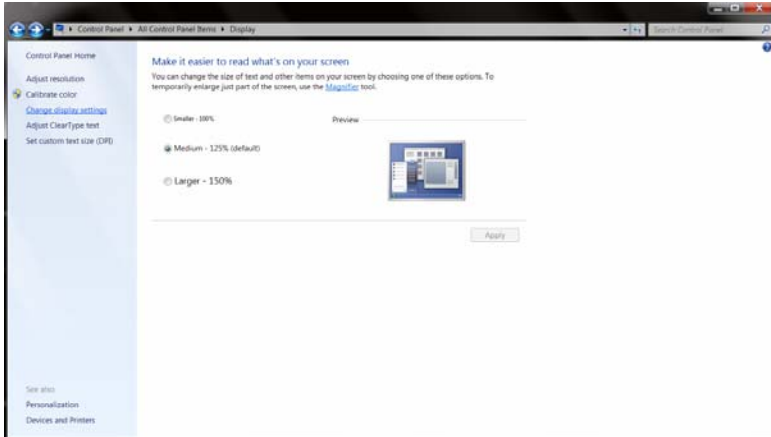 Control Panel ▸ All Control Panel Items ▸ Display
Search Control Panel
Control Panel Home
Adjust resolution
Calibrate color
Change display settings
Adjust ClearType text
Set custom text size (DPI)
Make it easier to read what's on your screen
You can change the size of text and other items on your screen by choosing one of these options. To
temporarily enlarge just part of the screen, use the Magnifier tool.
Smaller - 100%
Preview
Medium - 125% (default)
Larger - 150%
Apply
See also
Personalization
Devices and Printers